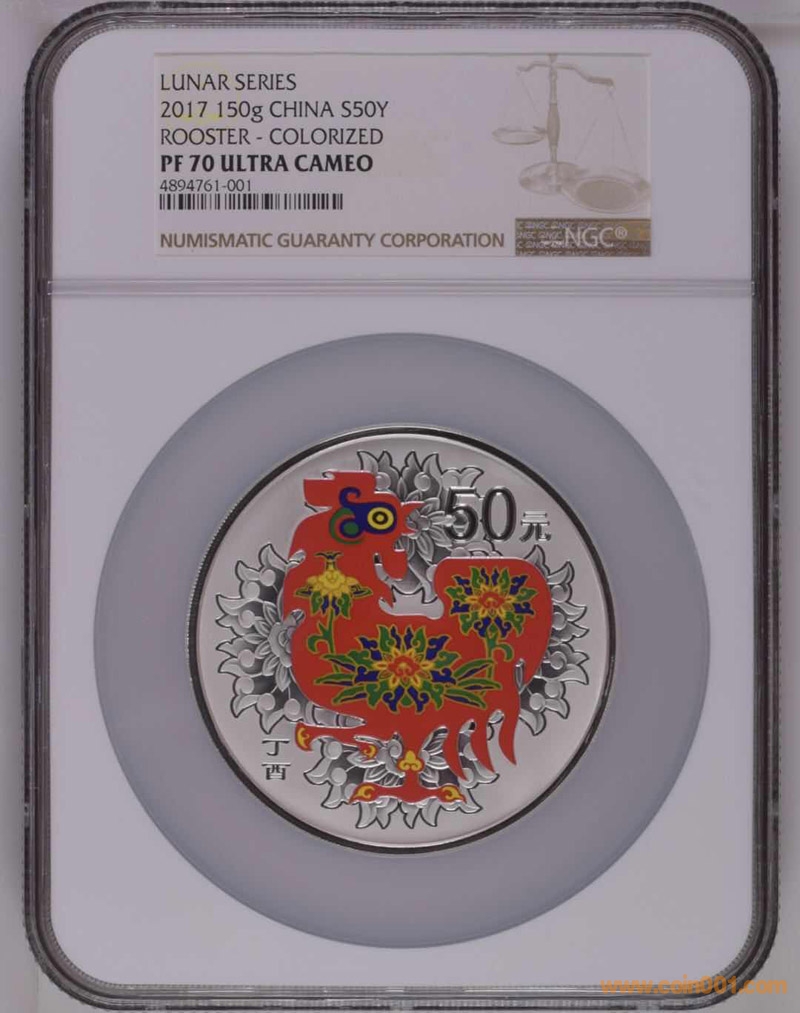 LUNAR SERIES
2017 150g CHINA S50Y
ROOSTER - COLORIZED
PF 70 ULTRA CAMEO
4894761-001
NUMISMATIC GUARANTY CORPORATION
NGC®
50元
丁
酉
www.coin001.com